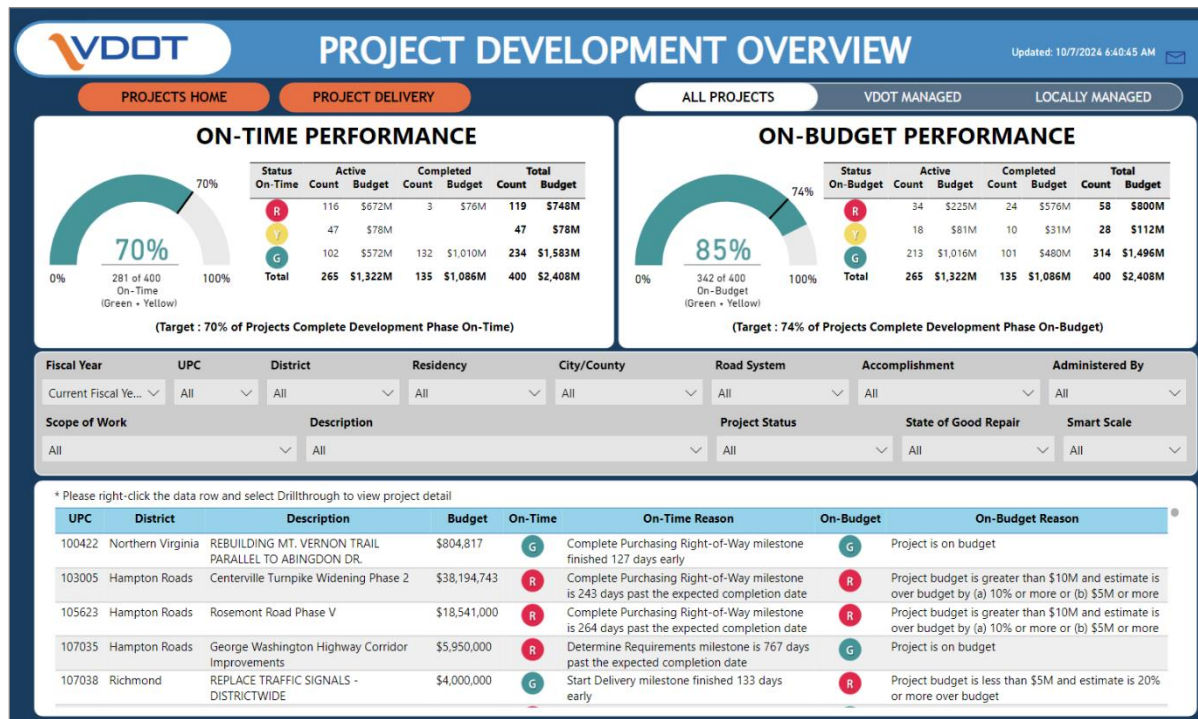 VDOT
PROJECT DEVELOPMENT OVERVIEW
Updated: 10/7/2024 6:40:45 AM
PROJECTS HOME PROJECT DELIVERY ALL PROJECTS VDOT MANAGED LOCALLY MANAGED
ON-TIME PERFORMANCE
70%
70%
0%
281 of 400
On-Time
(Green + Yellow)
100%
Status Active Completed Total
On-Time Count Budget Count Budget Count Budget
R 116 $672M 3 $76M 119 $748M
Y 47 $78M 47 $78M
G 102 $572M 132 $1,010M 234 $1,583M
Total 265 $1,322M 135 $1,086M 400 $2,408M
(Target : 70% of Projects Complete Development Phase On-Time)
ON-BUDGET PERFORMANCE
74%
85%
0%
342 of 400
On-Budget
(Green + Yellow)
100%
Status Active Completed Total
On-Budget Count Budget Count Budget Count Budget
R 34 $225M 24 $576M 58 $800M
Y 18 $81M 10 $31M 28 $112M
G 213 $1,016M 101 $480M 314 $1,496M
Total 265 $1,322M 135 $1,086M 400 $2,408M
(Target : 74% of Projects Complete Development Phase On-Budget)
Fiscal Year UPC District Residency City/County Road System Accomplishment Administered By
Current Fiscal Ye... All All All All All All All
Scope of Work Description Project Status State of Good Repair Smart Scale
All All All All All
* Please right-click the data row and select Drillthrough to view project detail
UPC District Description Budget On-Time On-Time Reason On-Budget On-Budget Reason
100422 Northern Virginia REBUILDING MT. VERNON TRAIL $804,817 G Complete Purchasing Right-of-Way milestone G Project is on budget
PARALLEL TO ABINGDON DR. finished 127 days early
103005 Hampton Roads Centerville Turnpike Widening Phase 2 $38,194,743 R Complete Purchasing Right-of-Way milestone R Project budget is greater than $10M and estimate is
is 243 days past the expected completion date over budget by (a) 10% or more or (b) $5M or more
105623 Hampton Roads Rosemont Road Phase V $18,541,000 R Complete Purchasing Right-of-Way milestone R Project budget is greater than $10M and estimate is
is 264 days past the expected completion date over budget by (a) 10% or more or (b) $5M or more
107035 Hampton Roads George Washington Highway Corridor $5,950,000 R Determine Requirements milestone is 767 days G Project is on budget
Improvements past the expected completion date
107038 Richmond REPLACE TRAFFIC SIGNALS - $4,000,000 G Start Delivery milestone finished 133 days R Project budget is less than $5M and estimate is 20%
DISTRICTWIDE early or more over budget